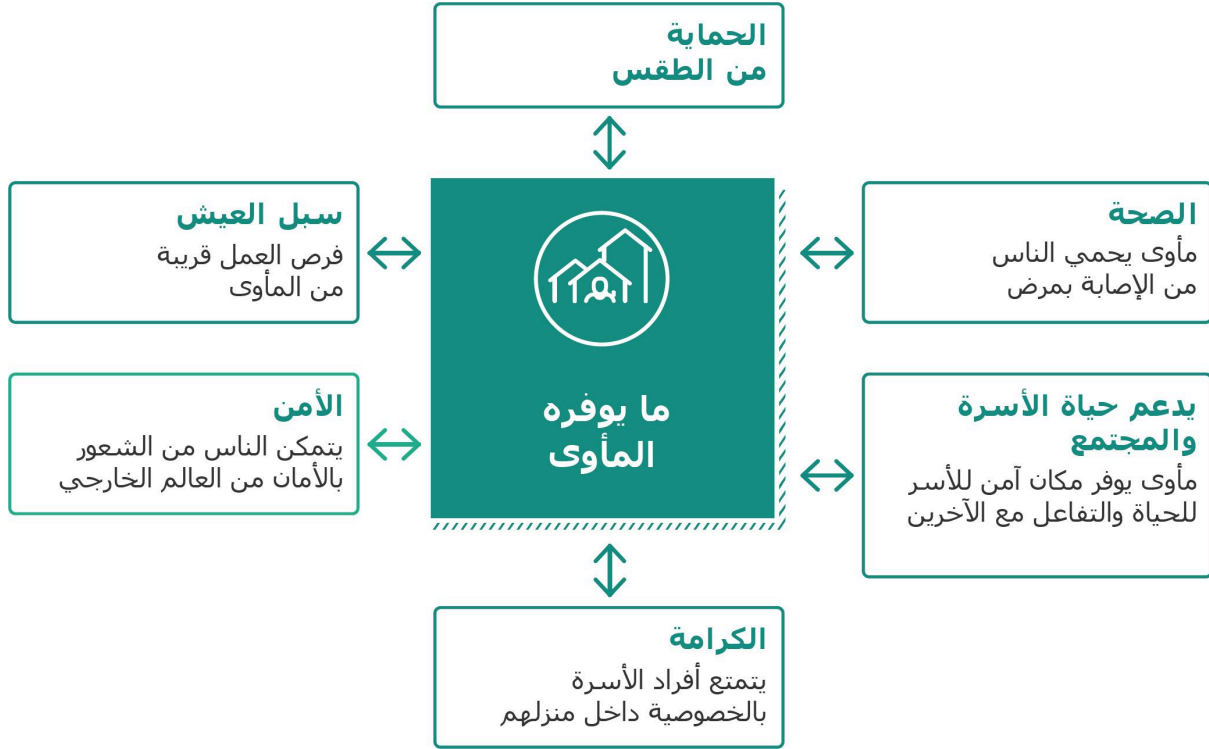 الحماية
من الطقس
الصحة
مأوى يحمي الناس
من الإصابة بمرض
سبل العيش
فرص العمل قريبة
من المأوى
ما يوفره
المأوى
يدعم حياة الأسرة
والمجتمع
مأوى يوفر مكان آمن للأسر
للحياة والتفاعل مع الآخرين
الأمن
يتمكن الناس من الشعور
بالأمان من العالم الخارجي
الكرامة
يتمتع أفراد الأسرة
بالخصوصية داخل منزلهم